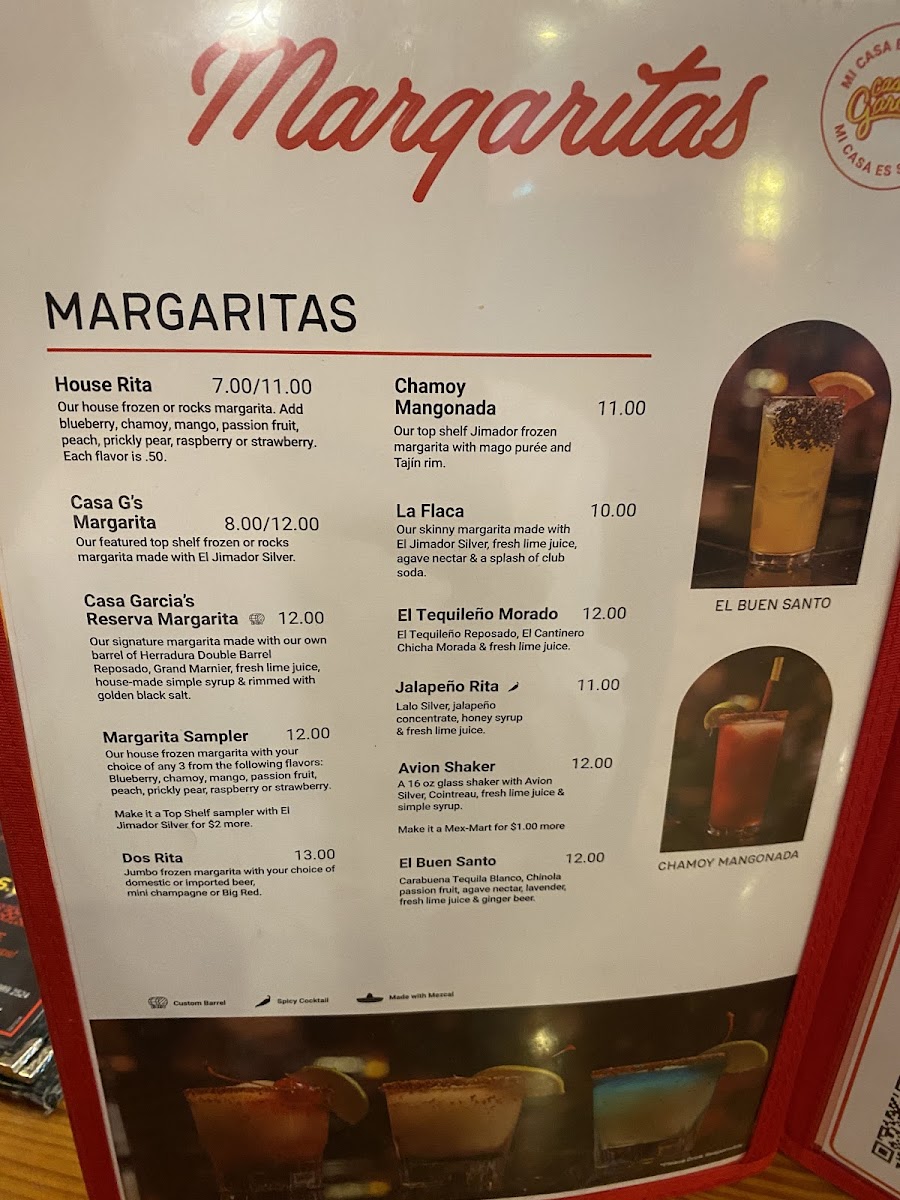 Margaritas
MI CASA
MI CASA ES
MARGARITAS
House Rita 7.00/11.00
Our house frozen or rocks margarita. Add
blueberry, chamoy, mango, passion fruit,
peach, prickly pear, raspberry or strawberry.
Each flavor is .50.
Casa G's
Margarita 8.00/12.00
Our featured top shelf frozen or rocks
margarita made with El Jimador Silver.
Casa Garcia's
Reserva Margarita 12.00
Our signature margarita made with our own
barrel of Herradura Double Barrel
Reposado, Grand Marnier, fresh lime juice,
house-made simple syrup & rimmed with
golden black salt.
Margarita Sampler 12.00
Our house frozen margarita with your
choice of any 3 from the following flavors:
Blueberry, chamoy, mango, passion fruit,
peach, prickly pear, raspberry or strawberry.
Make it a Top Shelf sampler with El
Jimador Silver for $2 more.
Dos Rita 13.00
Jumbo frozen margarita with your choice of
domestic or imported beer,
mini champagne or Big Red.
Chamoy
Mangonada 11.00
Our top shelf Jimador frozen
margarita with mago purée and
Tajín rim.
La Flaca 10.00
Our skinny margarita made with
El Jimador Silver, fresh lime juice,
agave nectar & a splash of club
soda.
El Tequileño Morado 12.00
El Tequileño Reposado, El Cantinero
Chicha Morada & fresh lime juice.
Jalapeño Rita 11.00
Lalo Silver, jalapeño
concentrate, honey syrup
& fresh lime juice.
Avion Shaker 12.00
A 16 oz glass shaker with Avion
Silver, Cointreau, fresh lime juice &
simple syrup.
Make it a Mex-Mart for $1.00 more
El Buen Santo 12.00
Carabuena Tequila Blanco, Chinola
passion fruit, agave nectar, lavender,
fresh lime juice & ginger beer.
EL BUEN SANTO
CHAMOY MANGONADA
Custom Barrel
Spicy Cocktail
Made with Mezcal